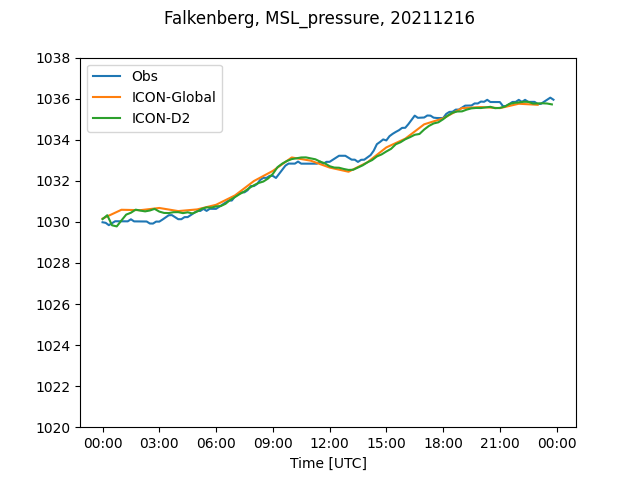 Falkenberg, MSL_pressure, 20211216
Obs
ICON-Global
ICON-D2
1038
1036
1034
1032
1030
1028
1026
1024
1022
1020
00:00 03:00 06:00 09:00 12:00 15:00 18:00 21:00 00:00
Time [UTC]